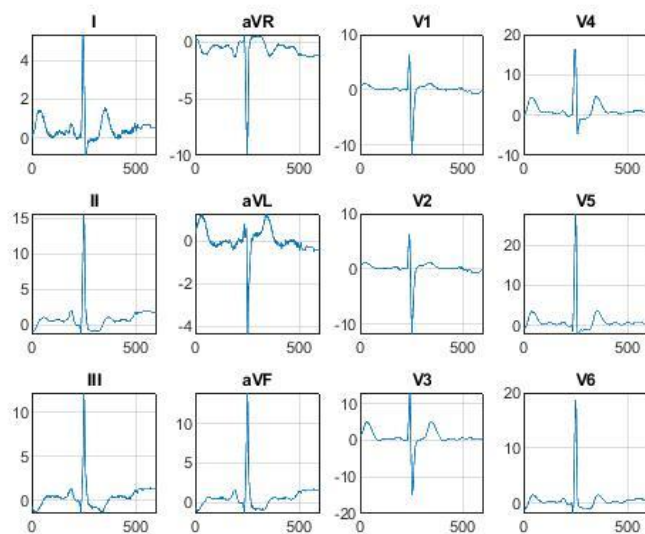 I aVR V1 V4
4 0 10 20
2 -5 0 10
0 -10 -10 0
-10
0 500 0 500 0 500 0 500
II aVL V2 V5
15 0 10 20
10 -2 0 10
5 -4 -10 0
0
0 500 0 500 0 500 0 500
III aVF V3 V6
10 10 10 20
5 5 0 10
0 0 -10 0
-20
0 500 0 500 0 500 0 500